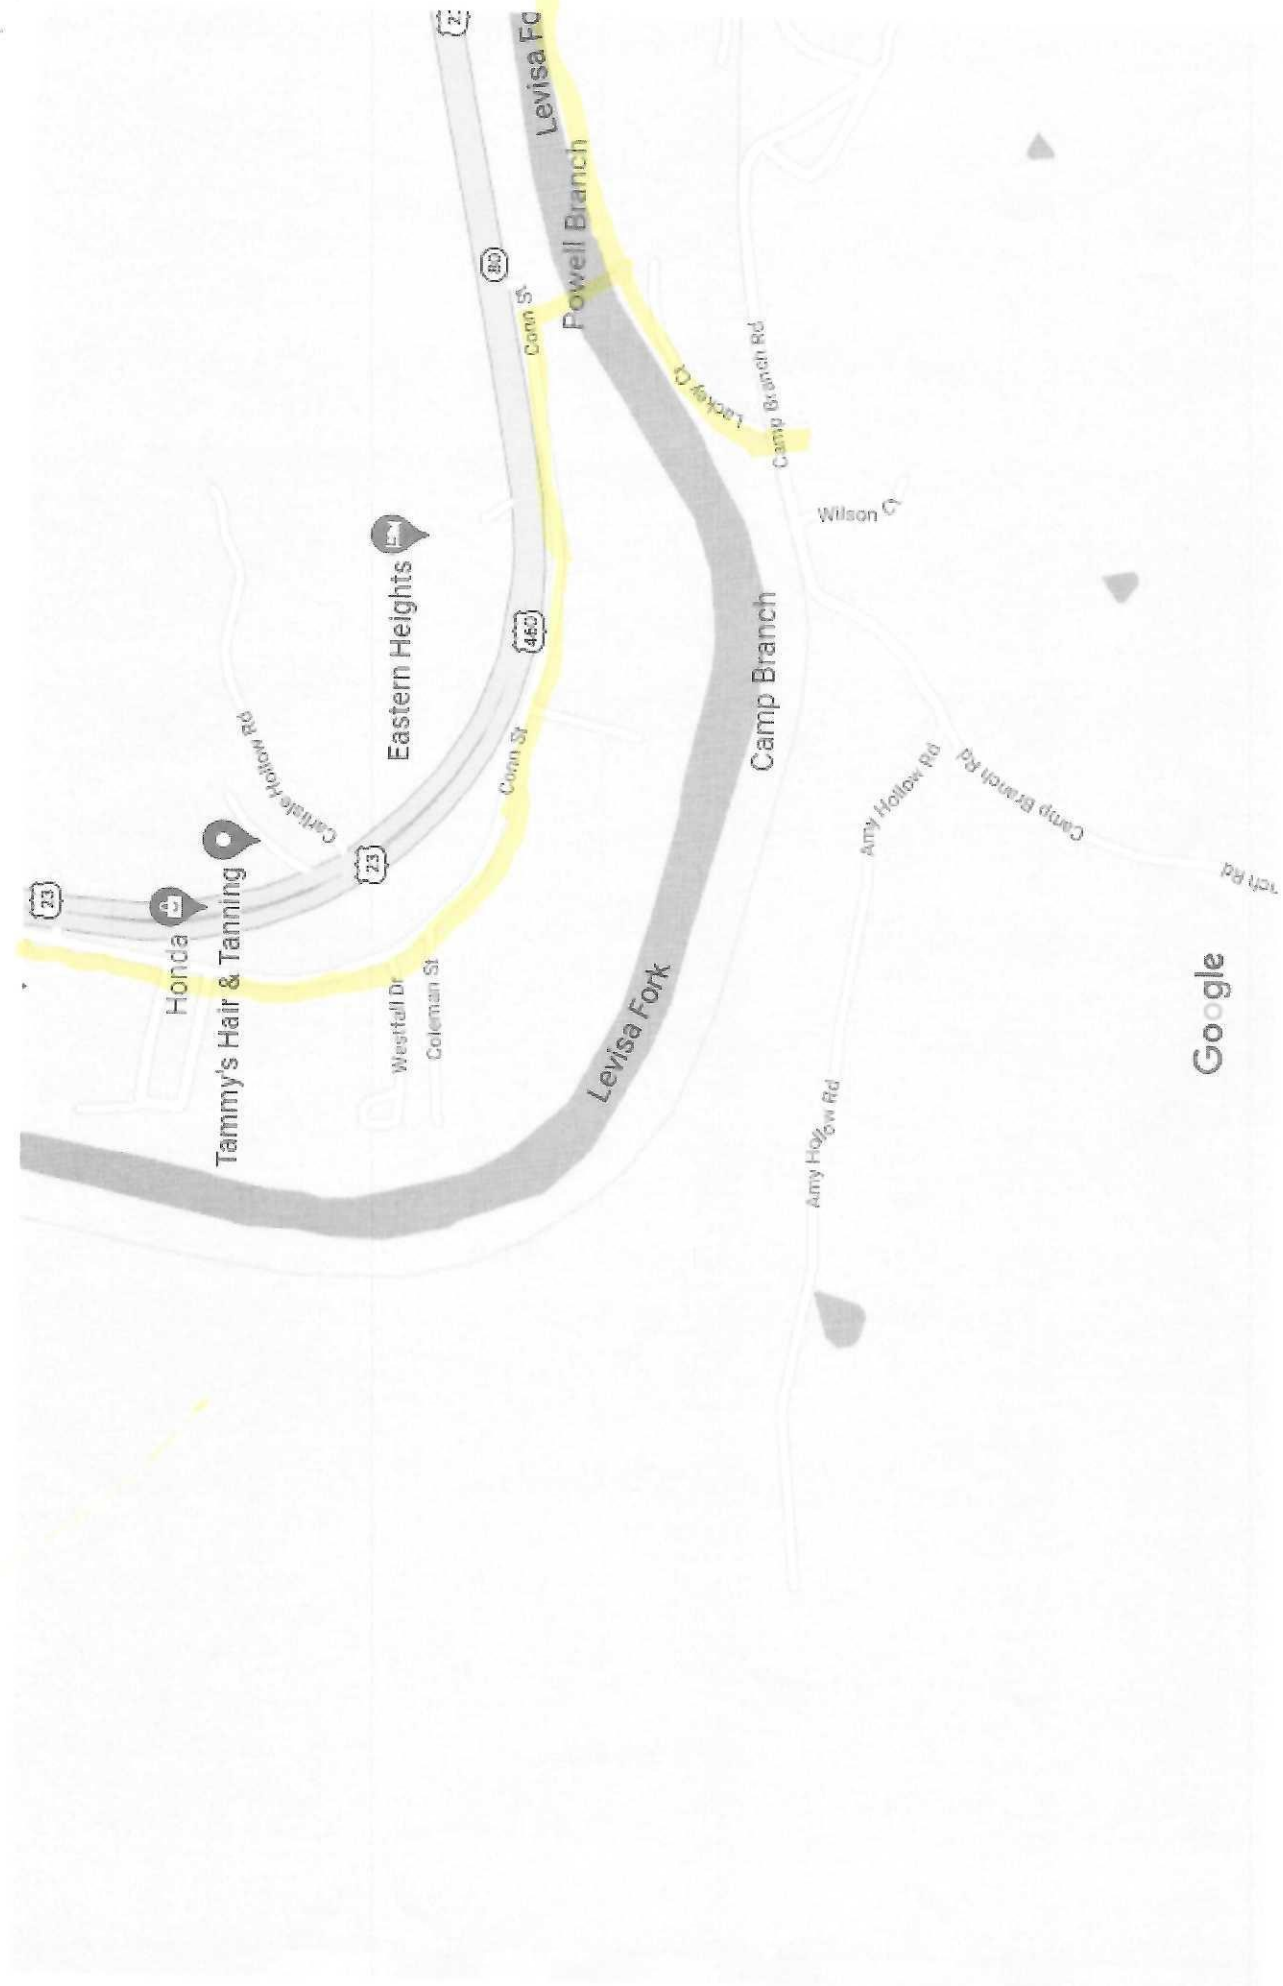 23
Honda
Tammy's Hair & Tanning
Carlisle Hollow Rd
23
Eastern Heights
Westfall Dr
Coleman St
Conn St
460
Conn St
80
Powell Branch
Levisa Fo
Levisa Fork
Lackey Ct
Camp Branch Rd
Camp Branch
Wilson Ct
Amy Hollow Rd
Amy Hollow Rd
Camp Branch Rd
nch Rd
Google